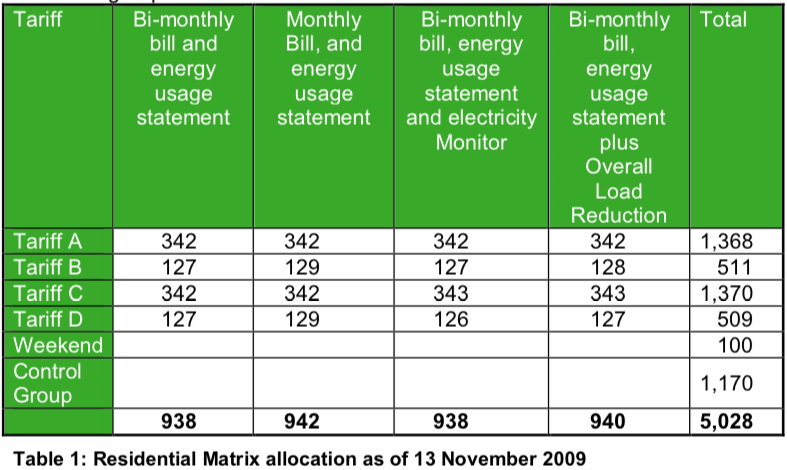 Tariff Bi-monthly bill and energy usage statement Monthly Bill, and energy usage statement Bi-monthly bill, energy usage statement and electricity Monitor Bi-monthly bill, energy usage statement plus Overall Load Reduction Total
Tariff A 342 342 342 342 1,368
Tariff B 127 129 127 128 511
Tariff C 342 342 343 343 1,370
Tariff D 127 129 126 127 509
Weekend 100
Control Group 1,170
938 942 938 940 5,028
Table 1: Residential Matrix allocation as of 13 November 2009